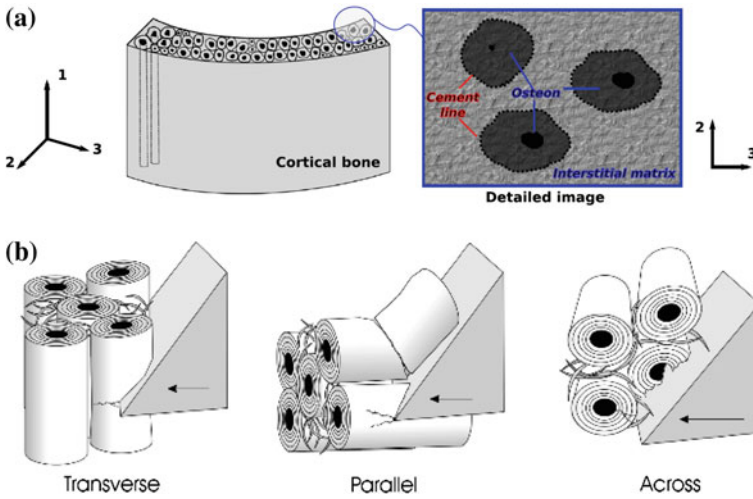 (a)
1
2
3
Cortical bone
Cement
line
Osteon
Interstitial matrix
Detailed image
2
3
(b)
Transverse
Parallel
Across